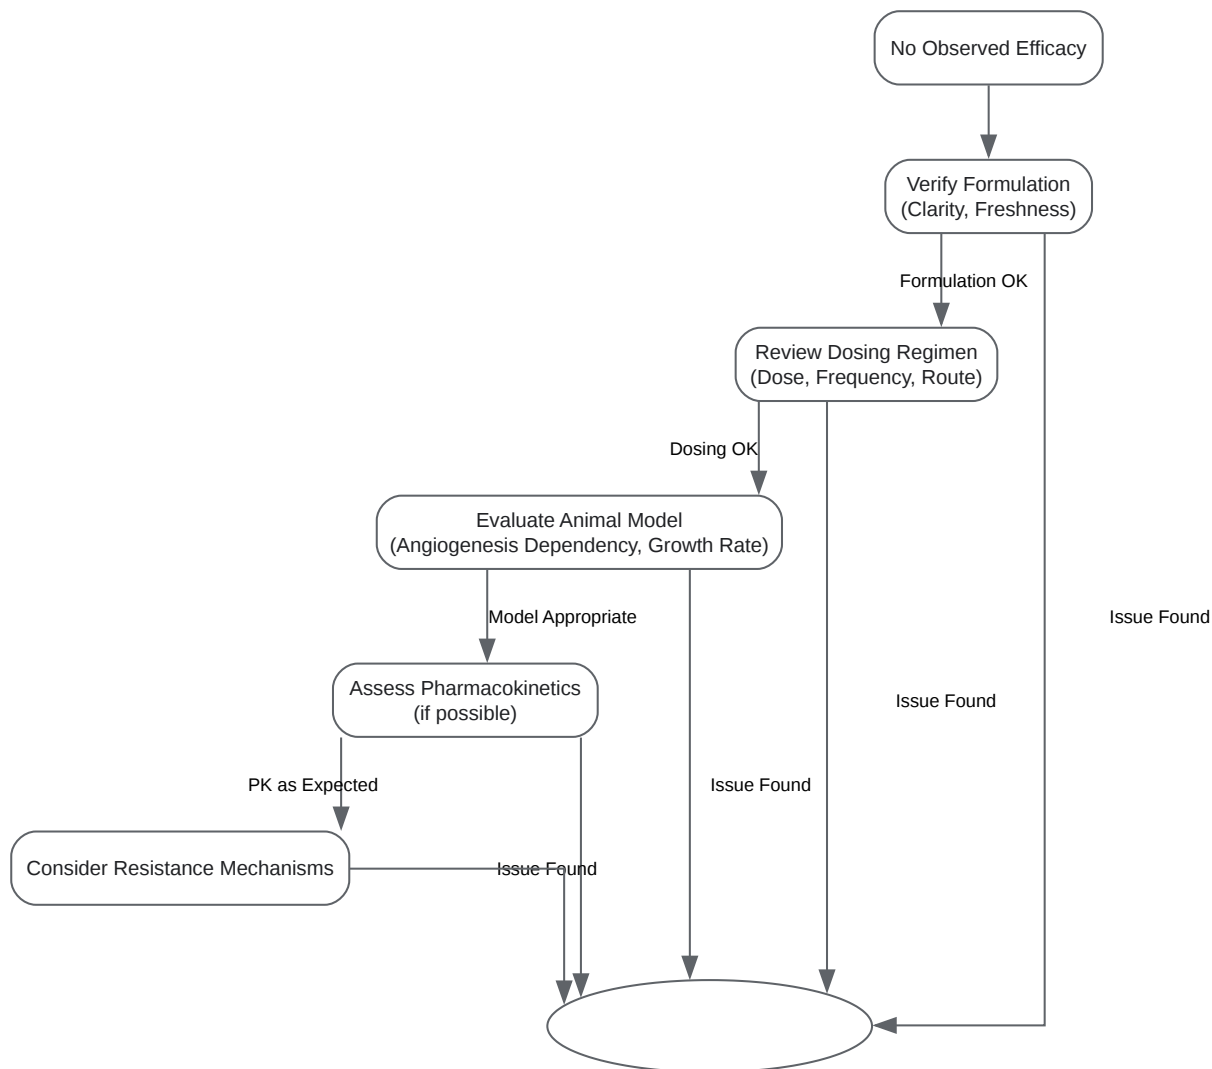 No Observed Efficacy
Verify Formulation
(Clarity, Freshness)
Formulation OK
Review Dosing Regimen
(Dose, Frequency, Route)
Dosing OK
Evaluate Animal Model
(Angiogenesis Dependency, Growth Rate)
Model Appropriate
Issue Found
Assess Pharmacokinetics
(if possible)
Issue Found
PK as Expected
Issue Found
Consider Resistance Mechanisms
Issue Found